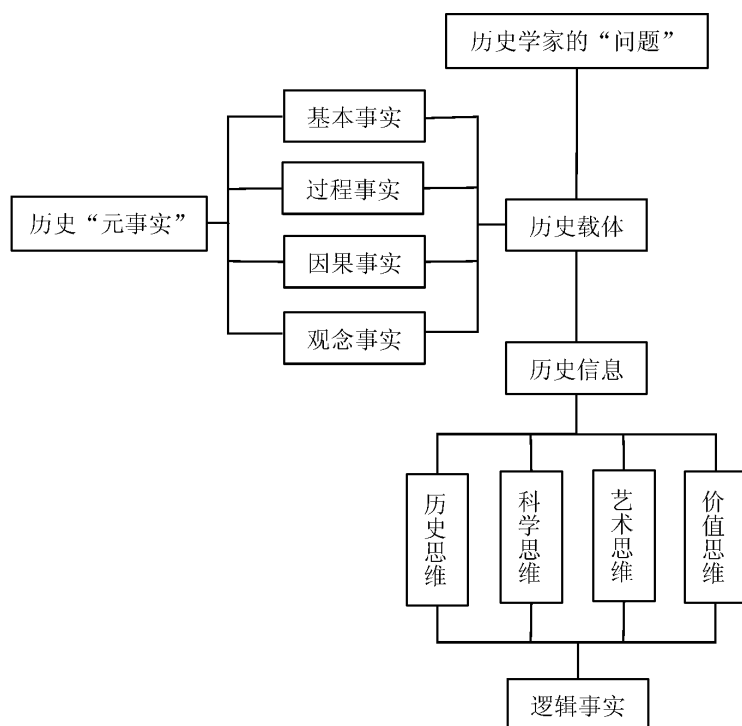 历史学家的“问题”
基本事实
过程事实
历史“元事实”
历史载体
因果事实
观念事实
历史信息
历史思维
科学思维
艺术思维
价值思维
逻辑事实